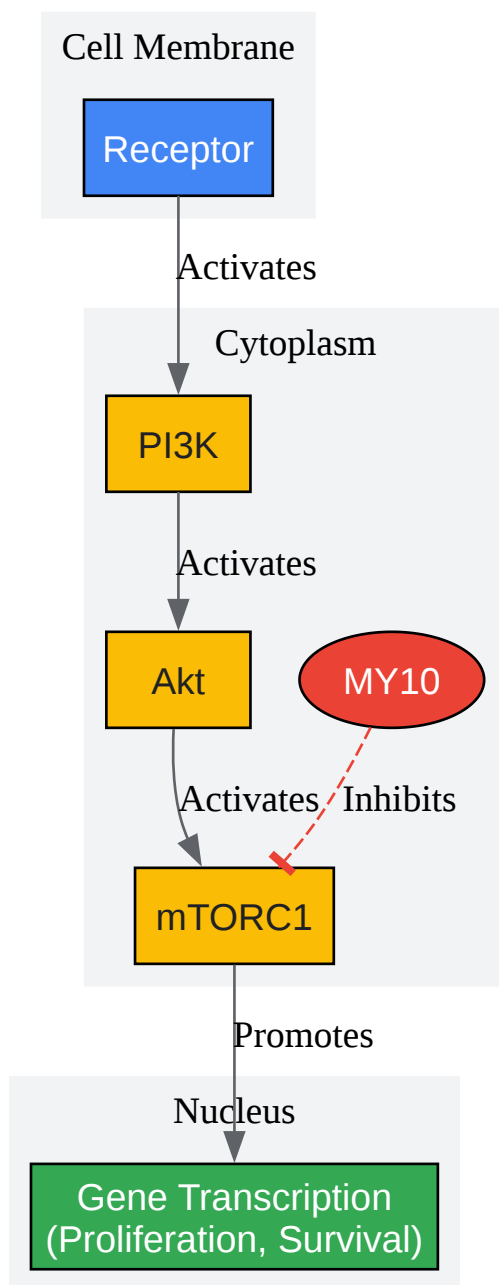 Cell Membrane
Receptor
Activates
Cytoplasm
PI3K
Activates
Akt
MY10
Activates
Inhibits
mTORC1
Promotes
Nucleus
Gene Transcription
(Proliferation, Survival)